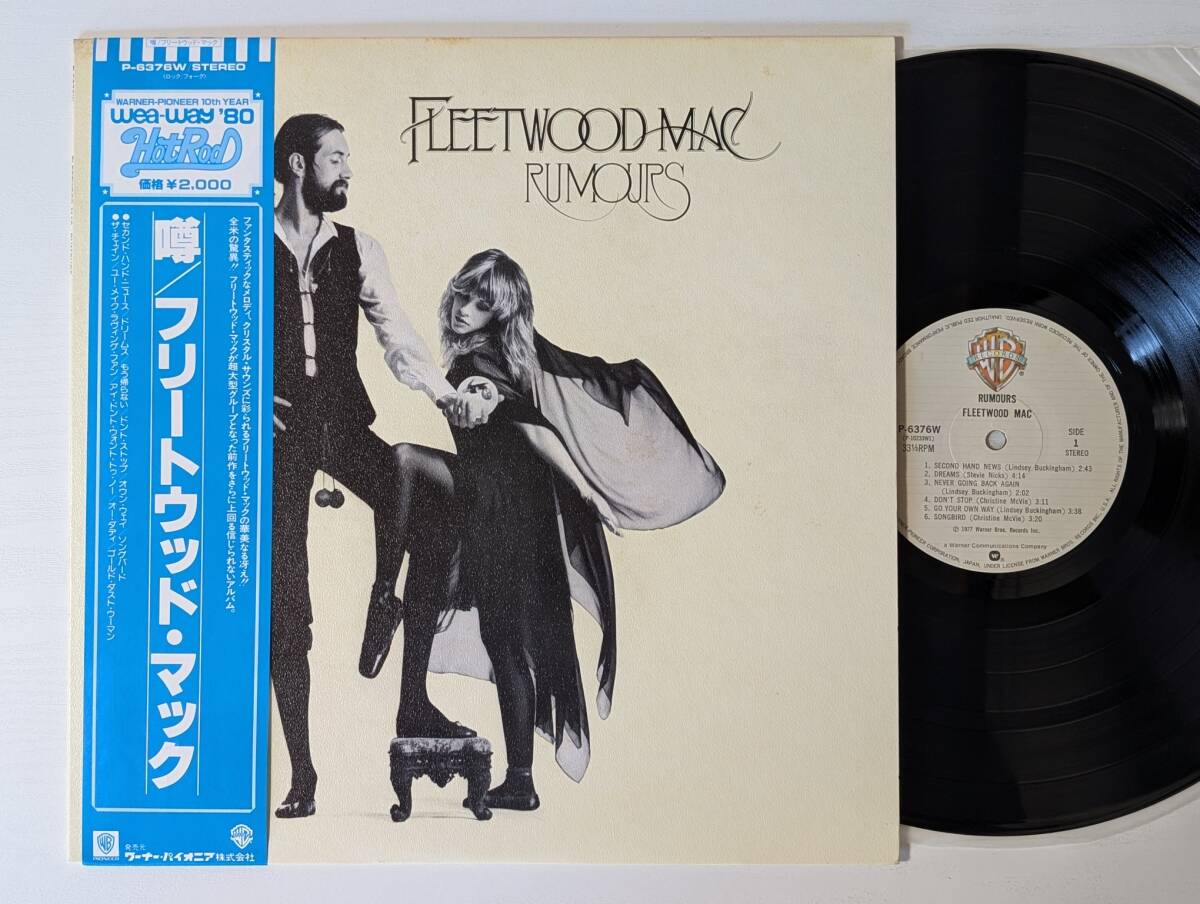 噂/フリートウッド・マック
P-6376W/STEREO
(ロック・フォーク)
WARNER-PIONEER 10th YEAR
wea-way '80
HotRod
価格¥2,000
ファンタスティックなメロディ、クリスタル・サウンズに彩られるフリートウッド・マックの華美なる冴え!!
全米の驚異!! フリートウッド・マックが超大型グループとなった前作をさらに上回る信じられないアルバム。
噂/フリートウッド・マック
●セカンド・ハンド・ニュース/ドリームス/もう帰らない/ドント・ストップ/オウン・ウェイ/ソングバード
●ザ・チェイン/ユー・メイク・ラヴィング・ファン/アイ・ドント・ウォント・トゥ・ノー/オー・ダディ/ゴールド・ダスト・ウーマン
PIONEER
発売元
ワーナー・パイオニア株式会社
FLEETWOOD MAC
RUMOURS
RECORDS
RUMOURS
FLEETWOOD MAC
P-6376W
(P-10233W1)
33⅓RPM
SIDE
1
STEREO
1. SECOND HAND NEWS (Lindsey Buckingham) 2:43
2. DREAMS (Stevie Nicks) 4:14
3. NEVER GOING BACK AGAIN
(Lindsey Buckingham) 2:02
4. DON'T STOP (Christine McVie) 3:11
5. GO YOUR OWN WAY (Lindsey Buckingham) 3:38
6. SONGBIRD (Christine McVie) 3:20
℗ 1977 Warner Bros. Records Inc.
a Warner Communications Company